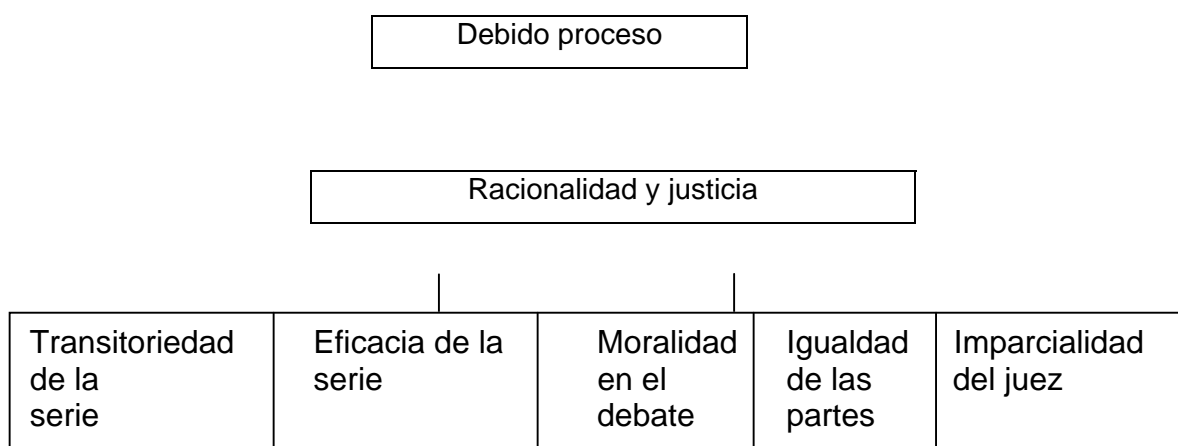 Debido proceso
Racionalidad y justicia
Transitoriedad
de la
serie
Eficacia de la
serie
Moralidad
en el
debate
Igualdad
de las
partes
Imparcialidad
del juez